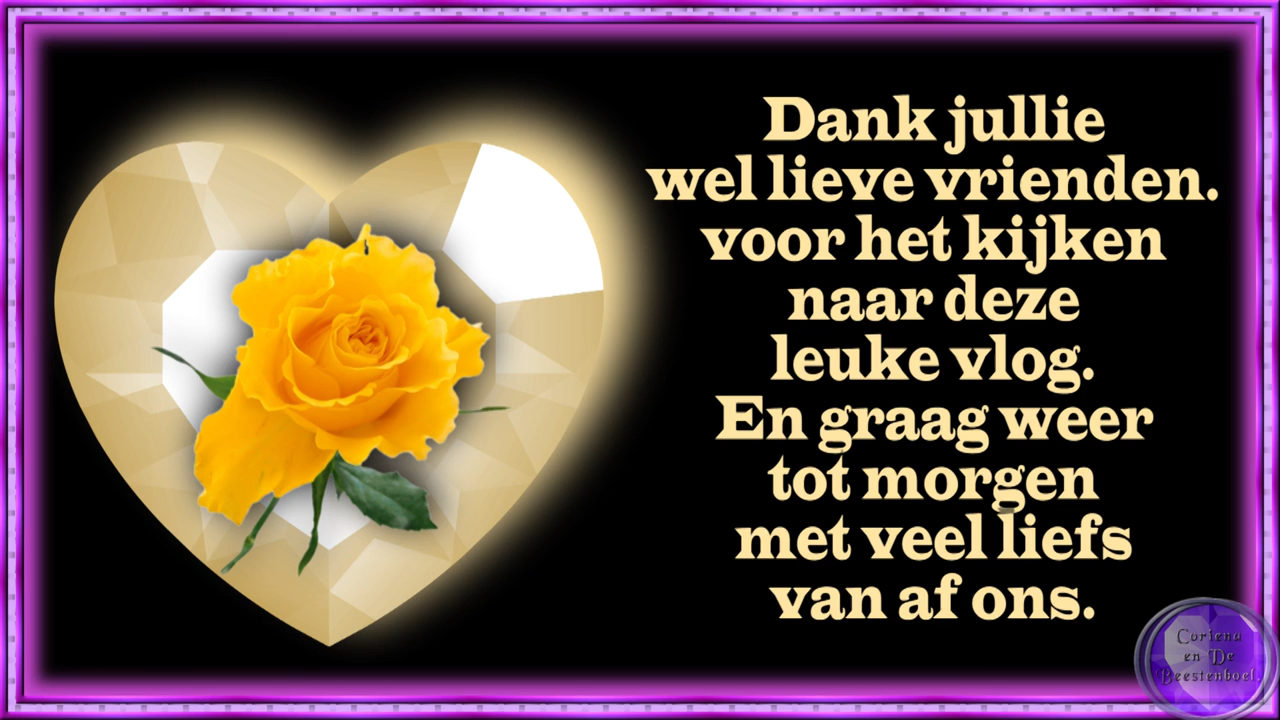 Dank jullie
wel lieve vrienden.
voor het kijken
naar deze
leuke vlog.
En graag weer
tot morgen
met veel liefs
van af ons.
Coriena
en De
Beestenboel.